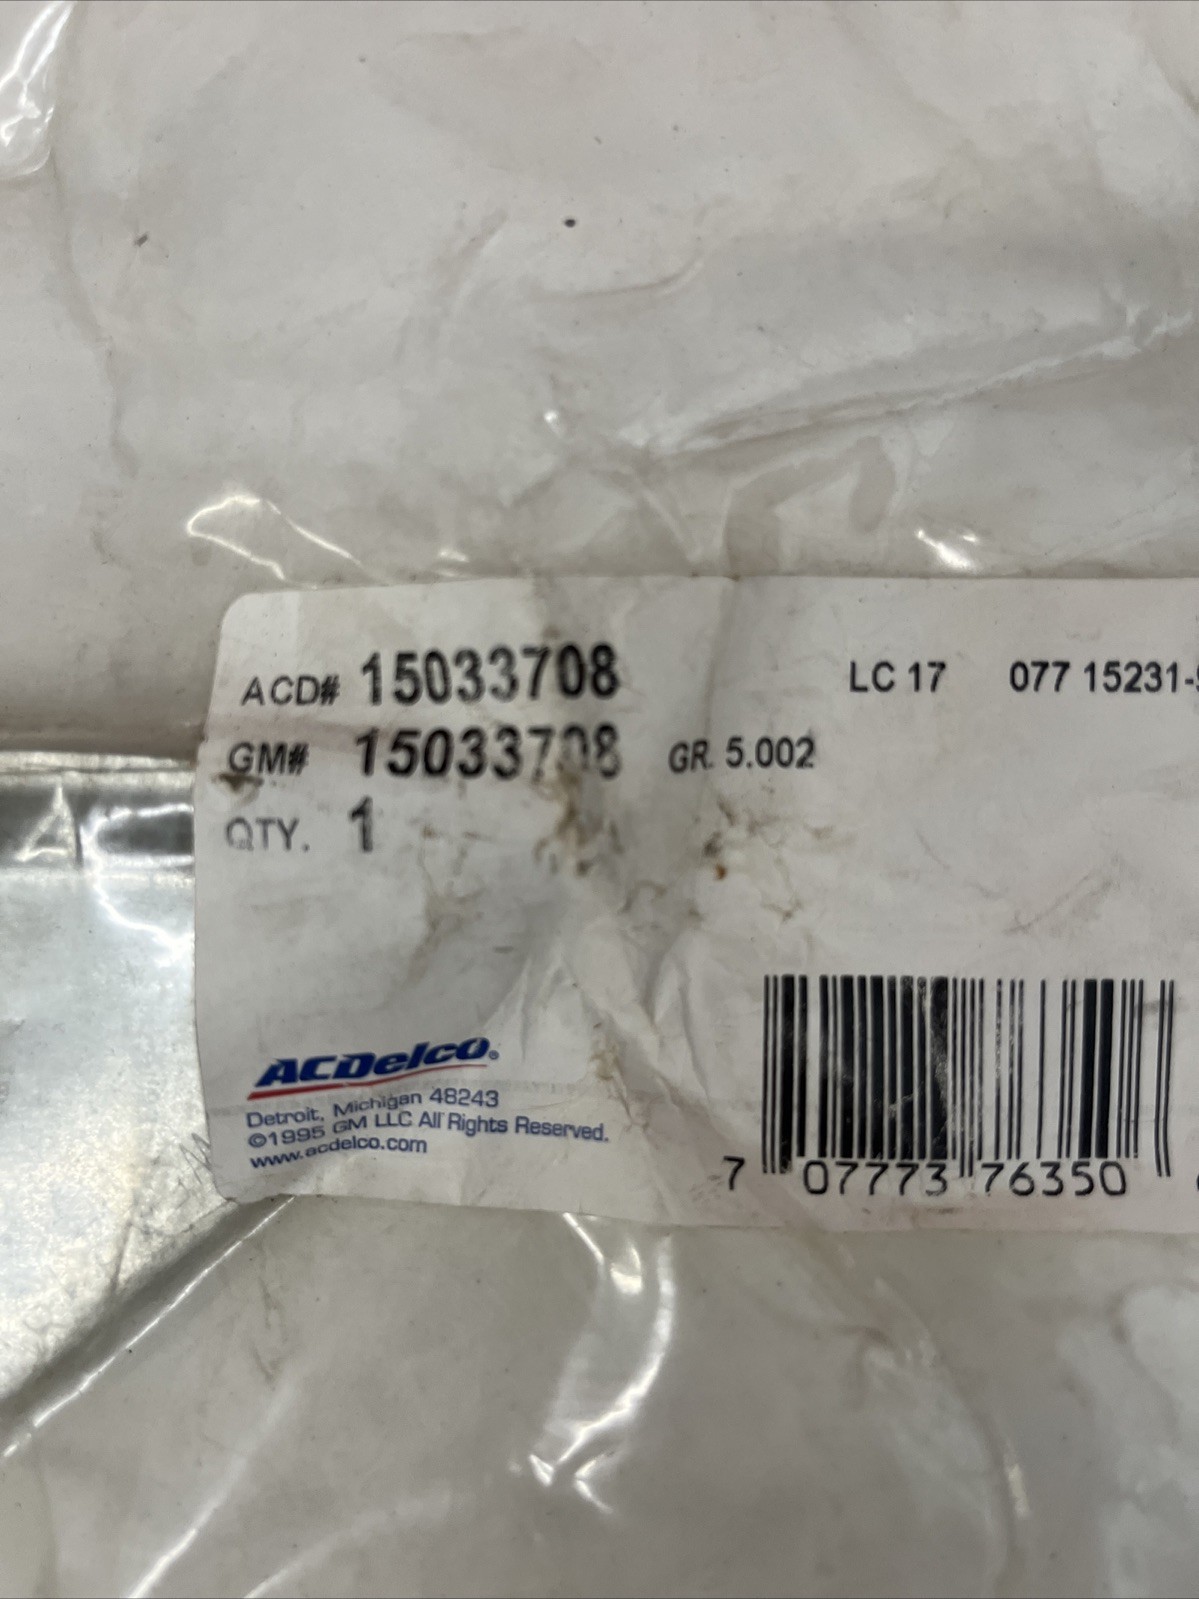 ACD# 15033708
LC 17 077 15231-
GM# 15033708 GR. 5.002
QTY. 1
ACDelco®
Detroit, Michigan 48243
©1995 GM LLC All Rights Reserved.
www.acdelco.com
7 07773 76350